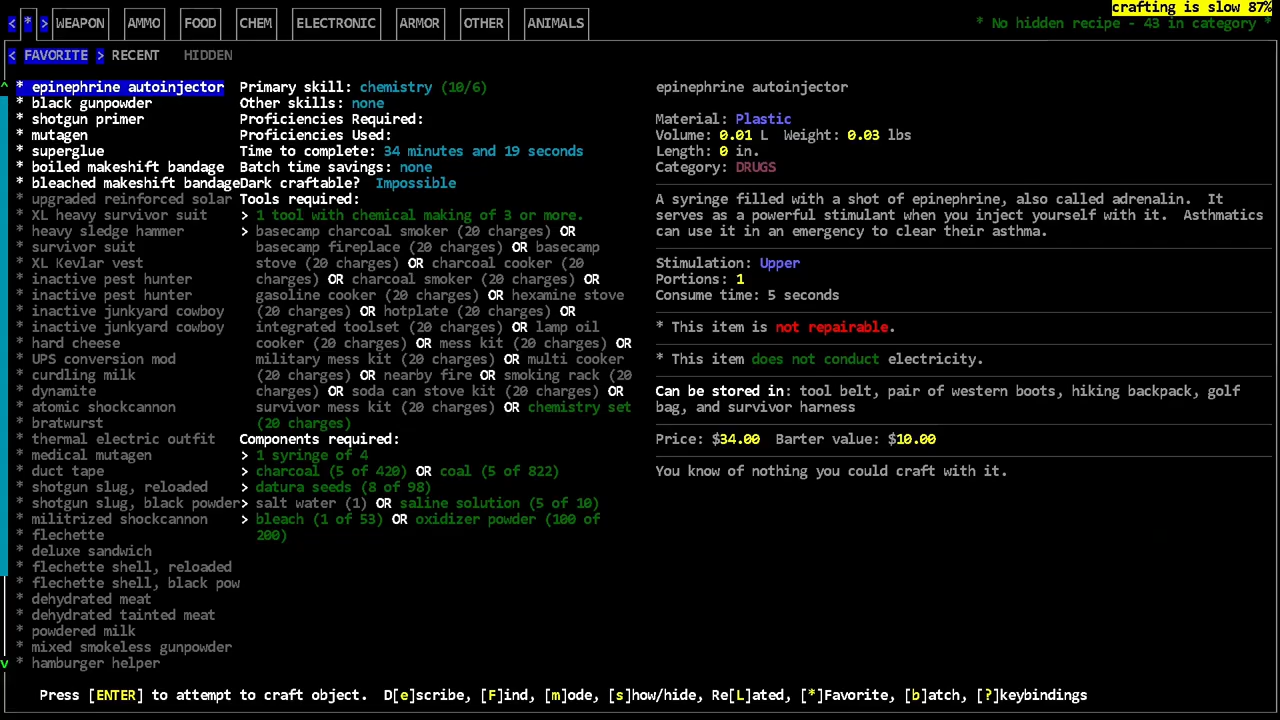 crafting is slow 87%
< * > WEAPON AMMO FOOD CHEM ELECTRONIC ARMOR OTHER ANIMALS
* No hidden recipe - 43 in category *
< FAVORITE > RECENT HIDDEN
* epinephrine autoinjector
* black gunpowder
* shotgun primer
* mutagen
* superglue
* boiled makeshift bandage
* bleached makeshift bandage
* upgraded reinforced solar
* XL heavy survivor suit
* heavy sledge hammer
* survivor suit
* XL Kevlar vest
* inactive pest hunter
* inactive pest hunter
* inactive junkyard cowboy
* inactive junkyard cowboy
* hard cheese
* UPS conversion mod
* curdling milk
* dynamite
* atomic shockcannon
* bratwurst
* thermal electric outfit
* medical mutagen
* duct tape
* shotgun slug, reloaded
* shotgun slug, black powder
* militrized shockcannon
* flechette
* deluxe sandwich
* flechette shell, reloaded
* flechette shell, black pow
* dehydrated meat
* dehydrated tainted meat
* powdered milk
* mixed smokeless gunpowder
* hamburger helper
Primary skill: chemistry (10/6)
Other skills: none
Proficiencies Required:
Proficiencies Used:
Time to complete: 34 minutes and 19 seconds
Batch time savings: none
Dark craftable? Impossible
Tools required:
> 1 tool with chemical making of 3 or more.
> basecamp charcoal smoker (20 charges) OR
basecamp fireplace (20 charges) OR basecamp
stove (20 charges) OR charcoal cooker (20
charges) OR charcoal smoker (20 charges) OR
gasoline cooker (20 charges) OR hexamine stove
(20 charges) OR hotplate (20 charges) OR
integrated toolset (20 charges) OR lamp oil
cooker (20 charges) OR mess kit (20 charges) OR
military mess kit (20 charges) OR multi cooker
(20 charges) OR nearby fire OR smoking rack (20
charges) OR soda can stove kit (20 charges) OR
survivor mess kit (20 charges) OR chemistry set
(20 charges)
Components required:
> 1 syringe of 4
> charcoal (5 of 420) OR coal (5 of 822)
> datura seeds (8 of 98)
> salt water (1) OR saline solution (5 of 10)
> bleach (1 of 53) OR oxidizer powder (100 of
200)
epinephrine autoinjector
Material: Plastic
Volume: 0.01 L Weight: 0.03 lbs
Length: 0 in.
Category: DRUGS
A syringe filled with a shot of epinephrine, also called adrenalin. It
serves as a powerful stimulant when you inject yourself with it. Asthmatics
can use it in an emergency to clear their asthma.
Stimulation: Upper
Portions: 1
Consume time: 5 seconds
* This item is not repairable.
* This item does not conduct electricity.
Can be stored in: tool belt, pair of western boots, hiking backpack, golf
bag, and survivor harness
Price: $34.00 Barter value: $10.00
You know of nothing you could craft with it.
Press [ENTER] to attempt to craft object. D[e]scribe, [F]ind, [m]ode, [s]how/hide, Re[L]ated, [*]Favorite, [b]atch, [?]keybindings